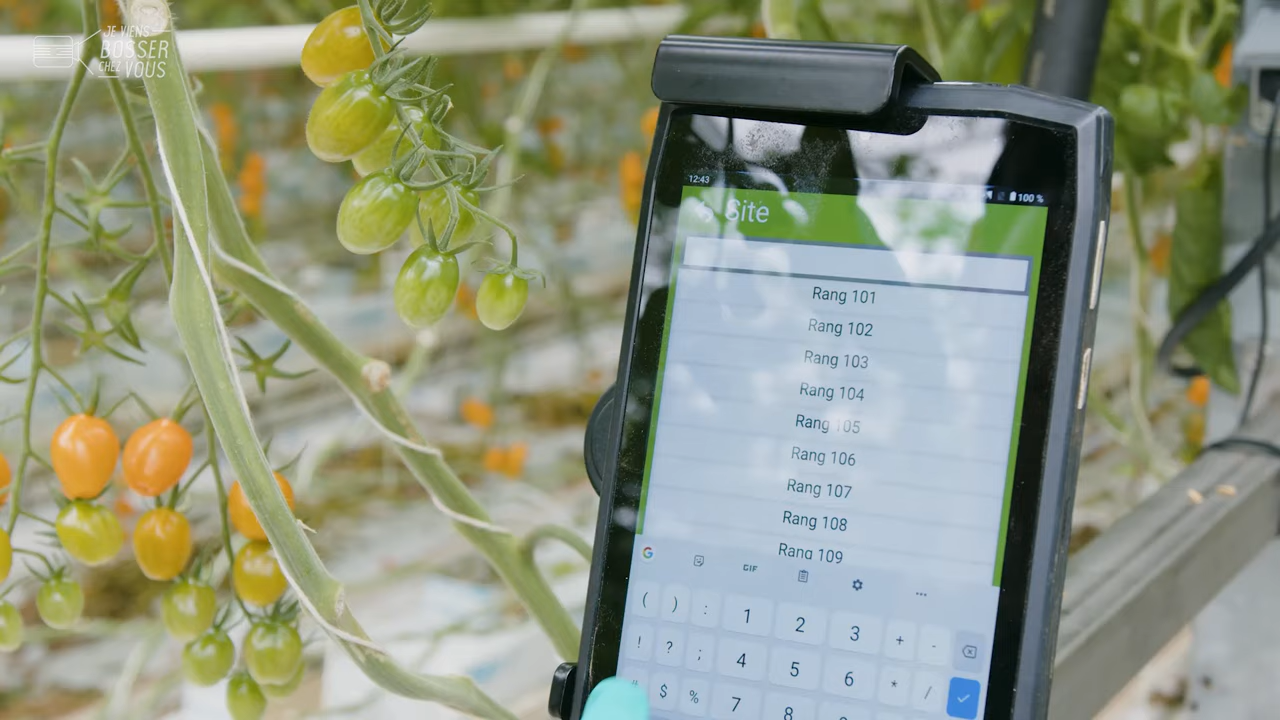 JE VIENS
BOSSER
CHEZ VOUS
12:43
100 %
Site
Rang 101
Rang 102
Rang 103
Rang 104
Rang 105
Rang 106
Rang 107
Rang 108
Rang 109
G
GIF
...
( ) : 1 2 3 + -
! ? ; 4 5 6 * /
$ % 7 8